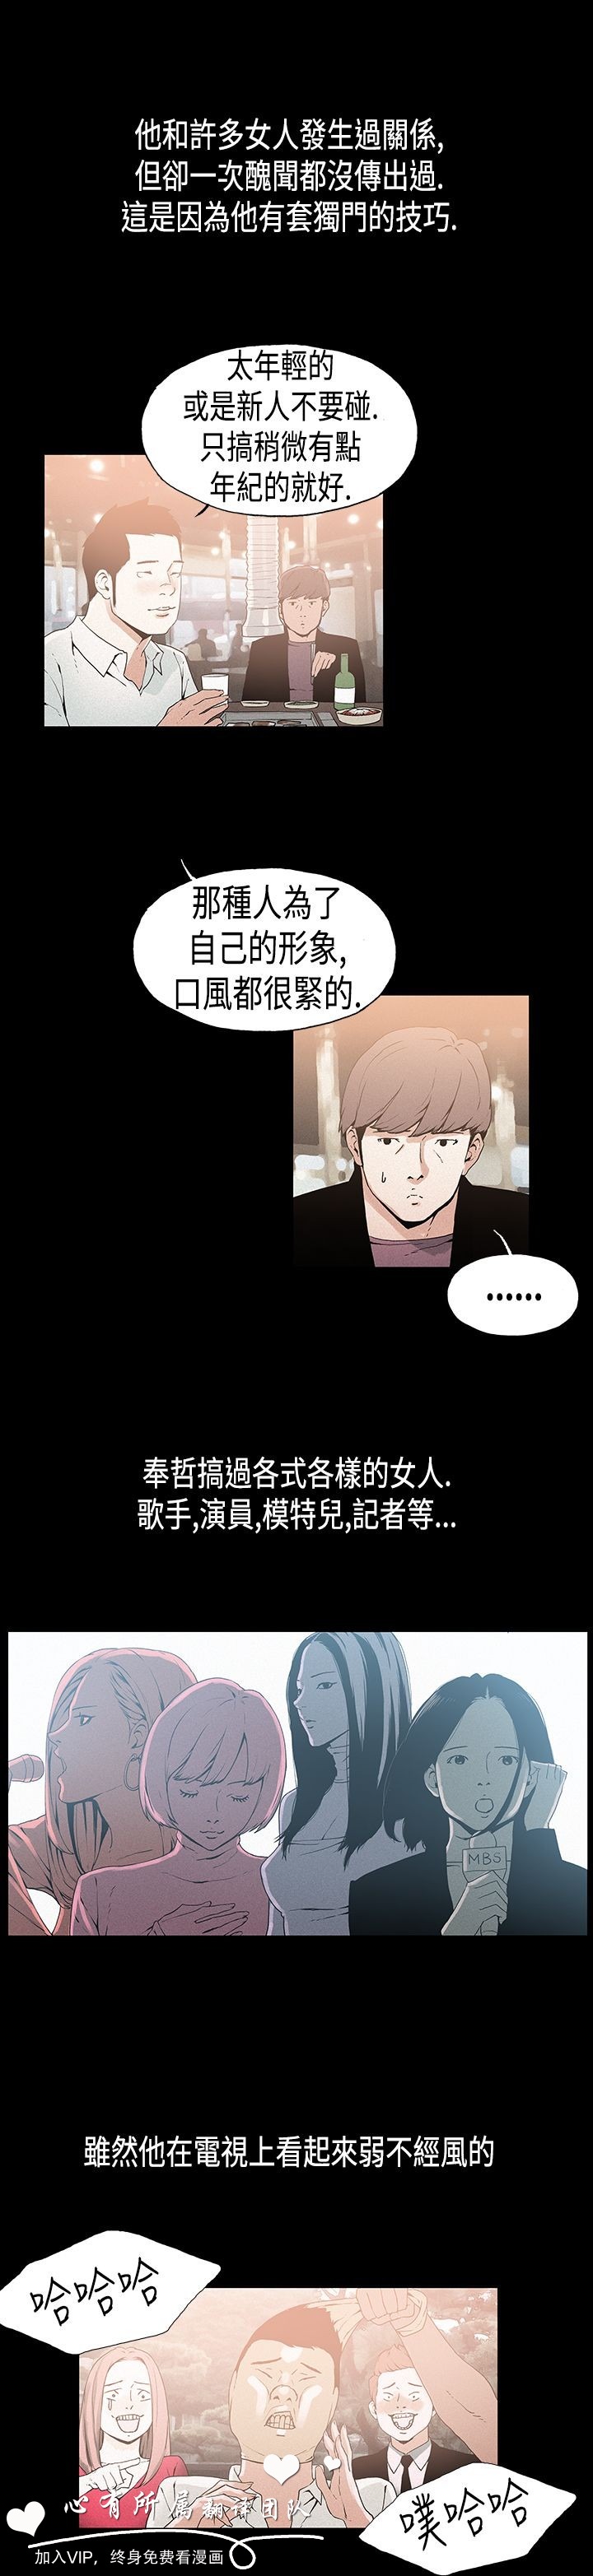 他和許多女人發生過關係,
但卻一次醜聞都沒傳出過.
這是因為他有套獨門的技巧.
太年輕的
或是新人不要碰.
只搞稍微有點
年紀的就好.
那種人為了
自己的形象,
口風都很緊的.
......
奉哲搞過各式各樣的女人.
歌手,演員,模特兒,記者等...
MBS
雖然他在電視上看起來弱不經風的
哈哈哈
噗哈哈
心有所属翻译团队
加入VIP，终身免费看漫画